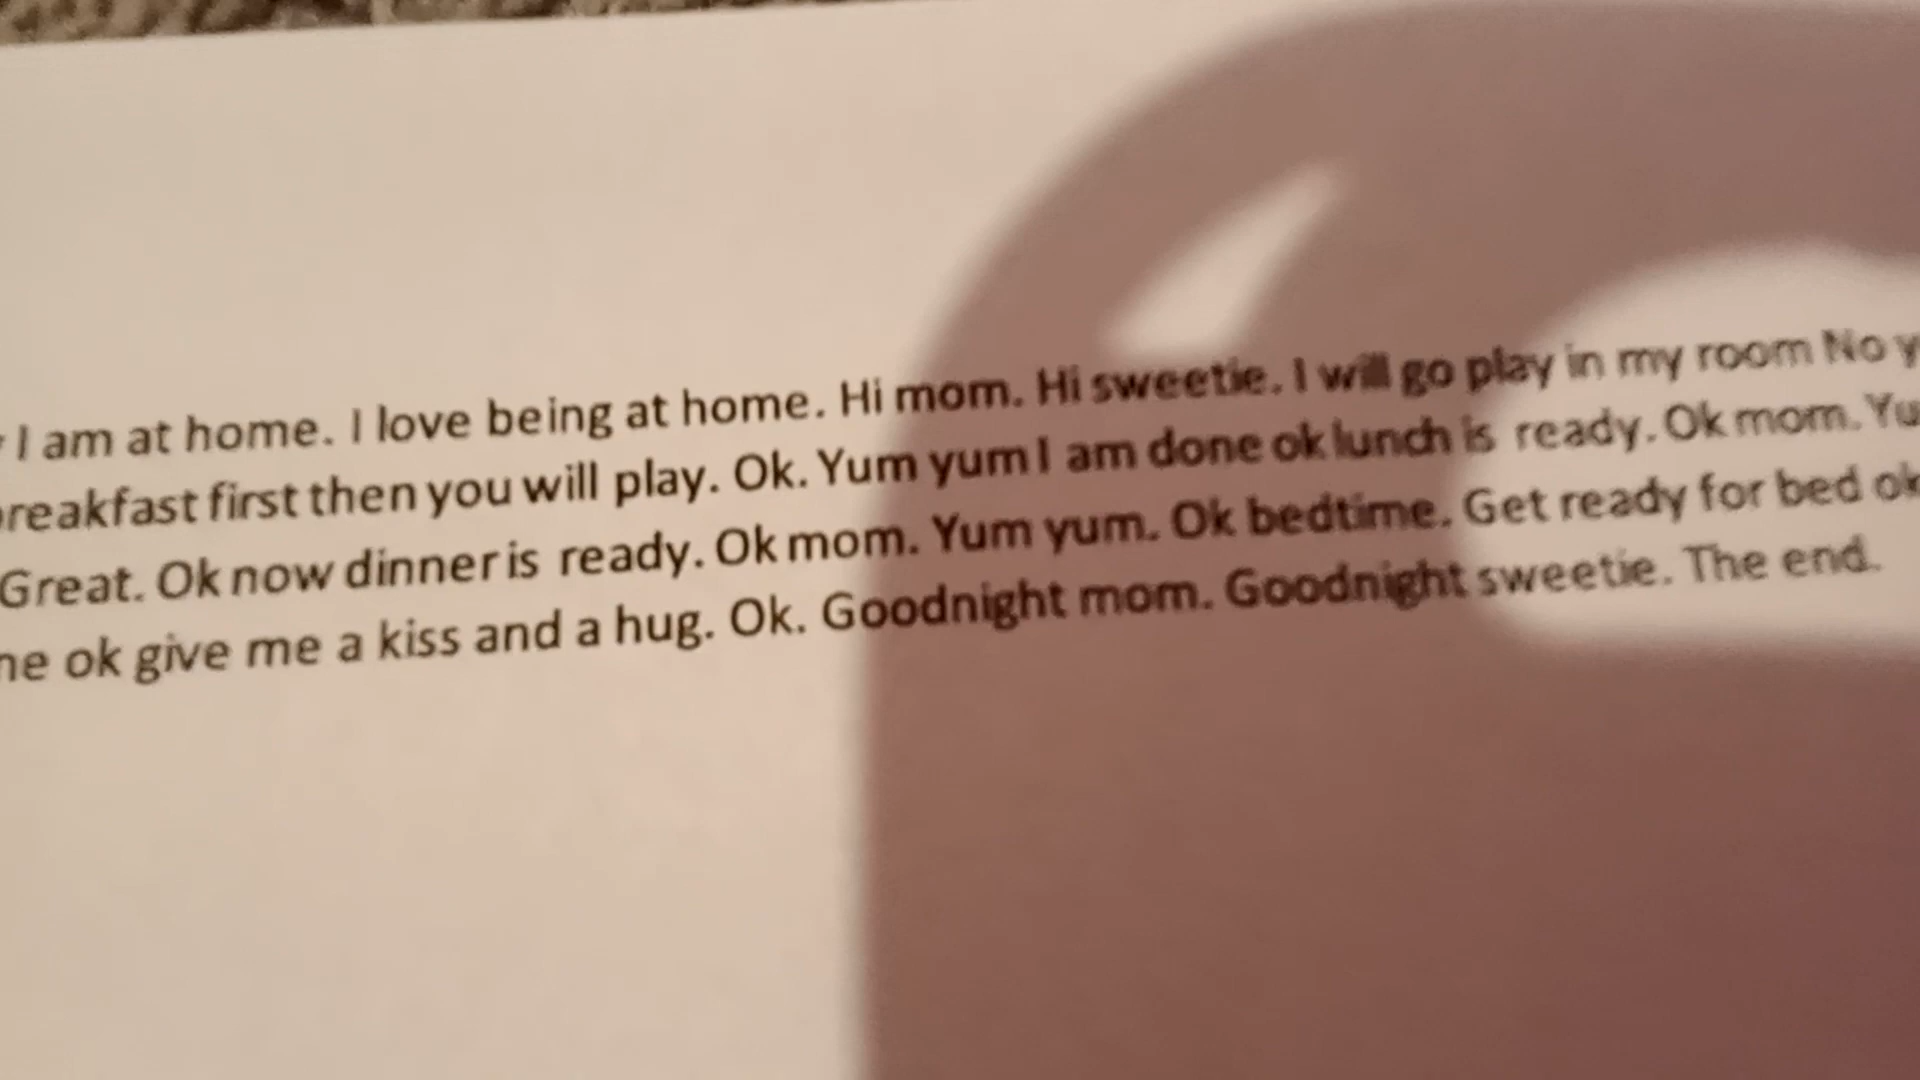 I am at home. I love being at home. Hi mom. Hi sweetie. I will go play in my room No
first then you will play. Ok. Yum yum I am done ok lunch is ready. Ok mom.
Great. Ok now dinner is ready. Ok mom. Yum yum. Ok bedtime. Get ready for bed ok
ok give me a kiss and a hug. Ok. Goodnight mom. Goodnight sweetie. The end.